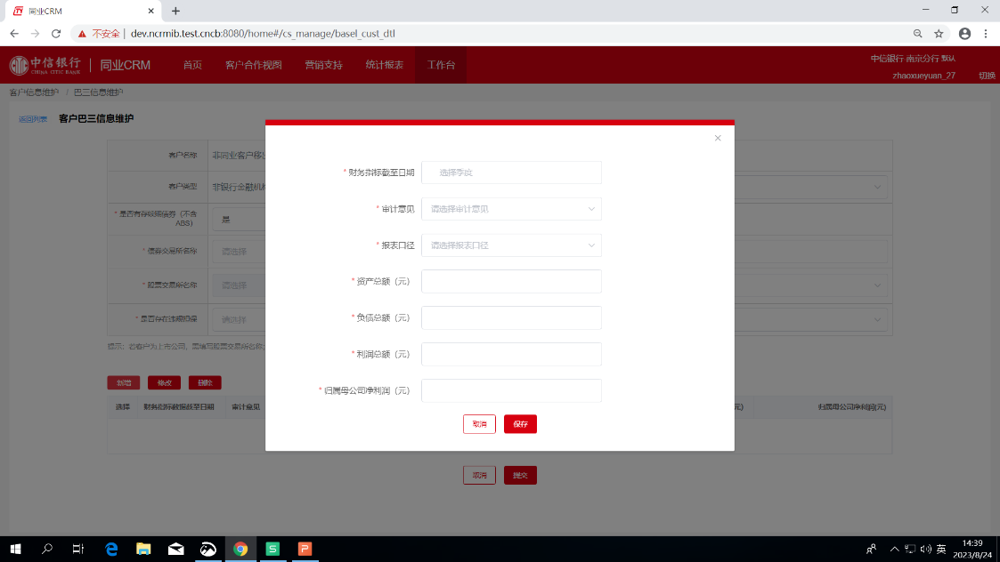 同业CRM
不安全 dev.ncrmib.test.cncb:8080/home#/cs_manage/basel_cust_dtl
中信银行 CHINA CITIC BANK 同业CRM 首页 客户合作视图 营销支持 统计报表 工作台
中信银行-南京分行 默认
zhaoxueyuan_27 切换
客户信息维护 / 巴三信息维护
返回列表 客户巴三信息维护
客户名称 非同业客户移出
客户类型 非银行金融机构
* 是否有存续期债券（不含ABS） 是
* 债券交易所名称 请选择
* 股票交易所名称 请选择
* 是否存在违规担保 请选择
提示：若客户为上市公司，需填写股票交易所名称；
新增 修改 删除
选择 财务指标数据截至日期 审计意见 元) 归属母公司净利润(元)
取消 提交
* 财务指标截至日期 选择季度
* 审计意见 请选择审计意见
* 报表口径 请选择报表口径
* 资产总额（元）
* 负债总额（元）
* 利润总额（元）
* 归属母公司净利润（元）
取消 保存
英
14:39
2023/8/24